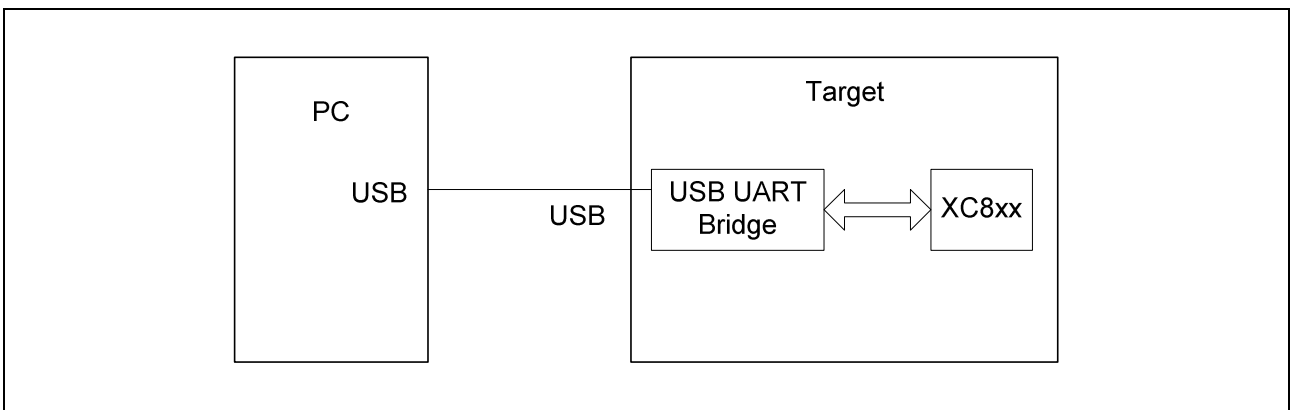 PC
USB
USB
Target
USB UART
Bridge
XC8xx